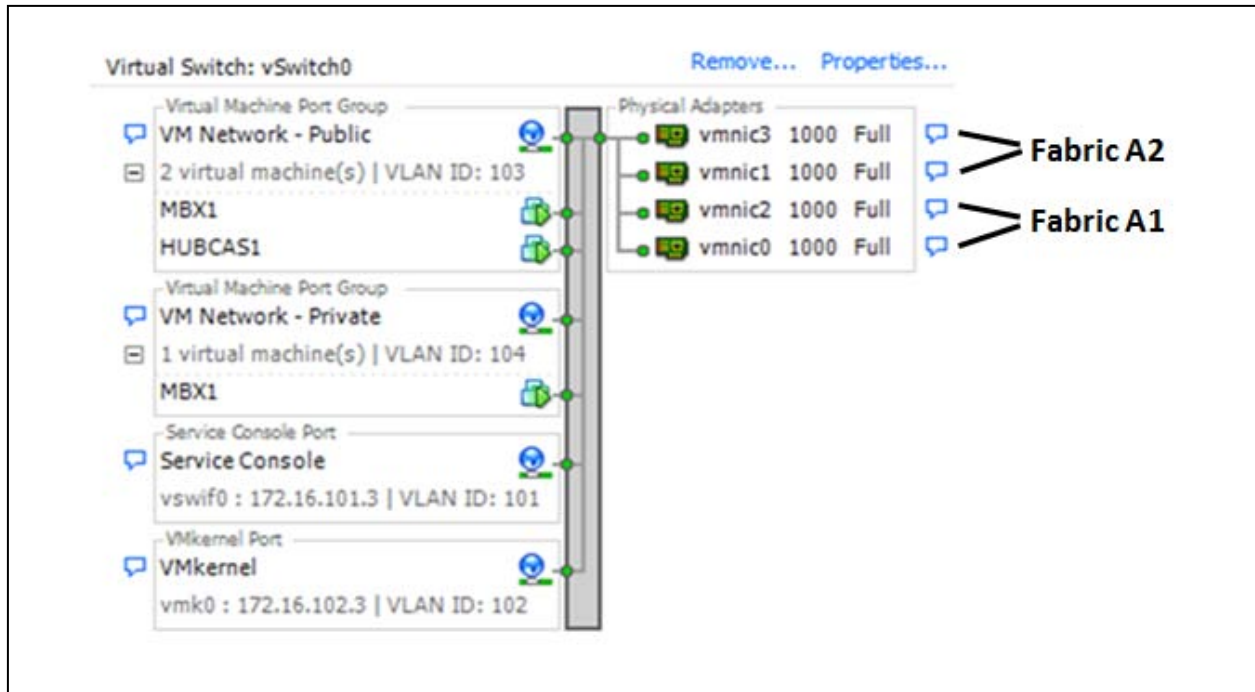 Virtual Switch: vSwitch0
Remove... Properties...
Virtual Machine Port Group
VM Network - Public
2 virtual machine(s) | VLAN ID: 103
MBX1
HUBCAS1
Virtual Machine Port Group
VM Network - Private
1 virtual machine(s) | VLAN ID: 104
MBX1
Service Console Port
Service Console
vswif0 : 172.16.101.3 | VLAN ID: 101
VMkernel Port
VMkernel
vmk0 : 172.16.102.3 | VLAN ID: 102
Physical Adapters
vmnic3 1000 Full
vmnic1 1000 Full
vmnic2 1000 Full
vmnic0 1000 Full
Fabric A2
Fabric A1